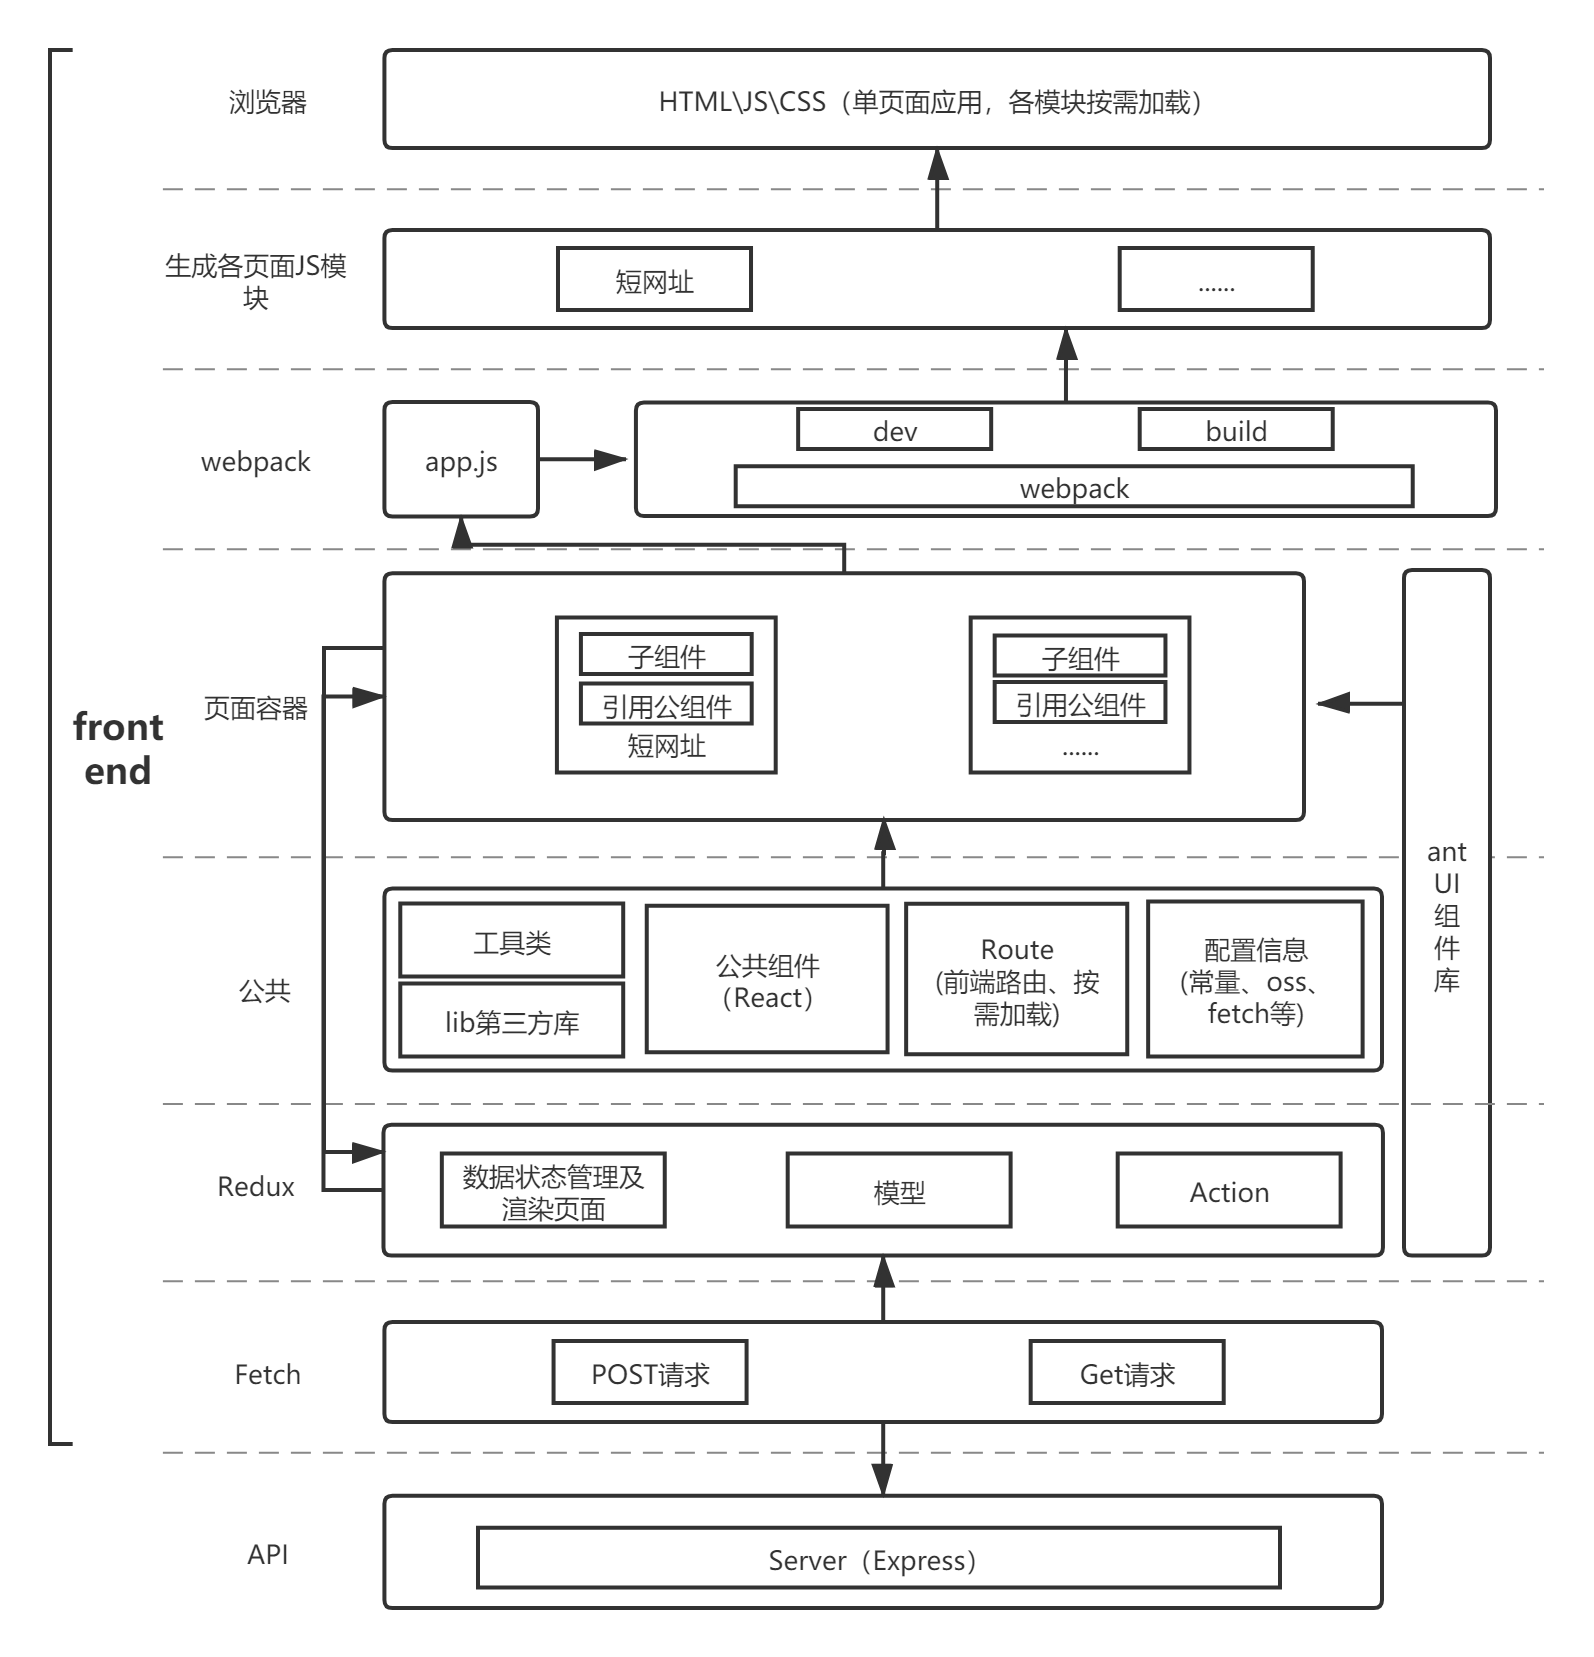 浏览器
HTML\JS\CSS（单页面应用，各模块按需加载）
生成各页面JS模
块
短网址
......
webpack
app.js
dev
build
webpack
front
end
页面容器
子组件
引用公组件
短网址
子组件
引用公组件
......
ant
UI
组
件
库
公共
工具类
lib第三方库
公共组件
（React）
Route
(前端路由、按
需加载)
配置信息
(常量、oss、
fetch等)
Redux
数据状态管理及
渲染页面
模型
Action
Fetch
POST请求
Get请求
API
Server（Express）